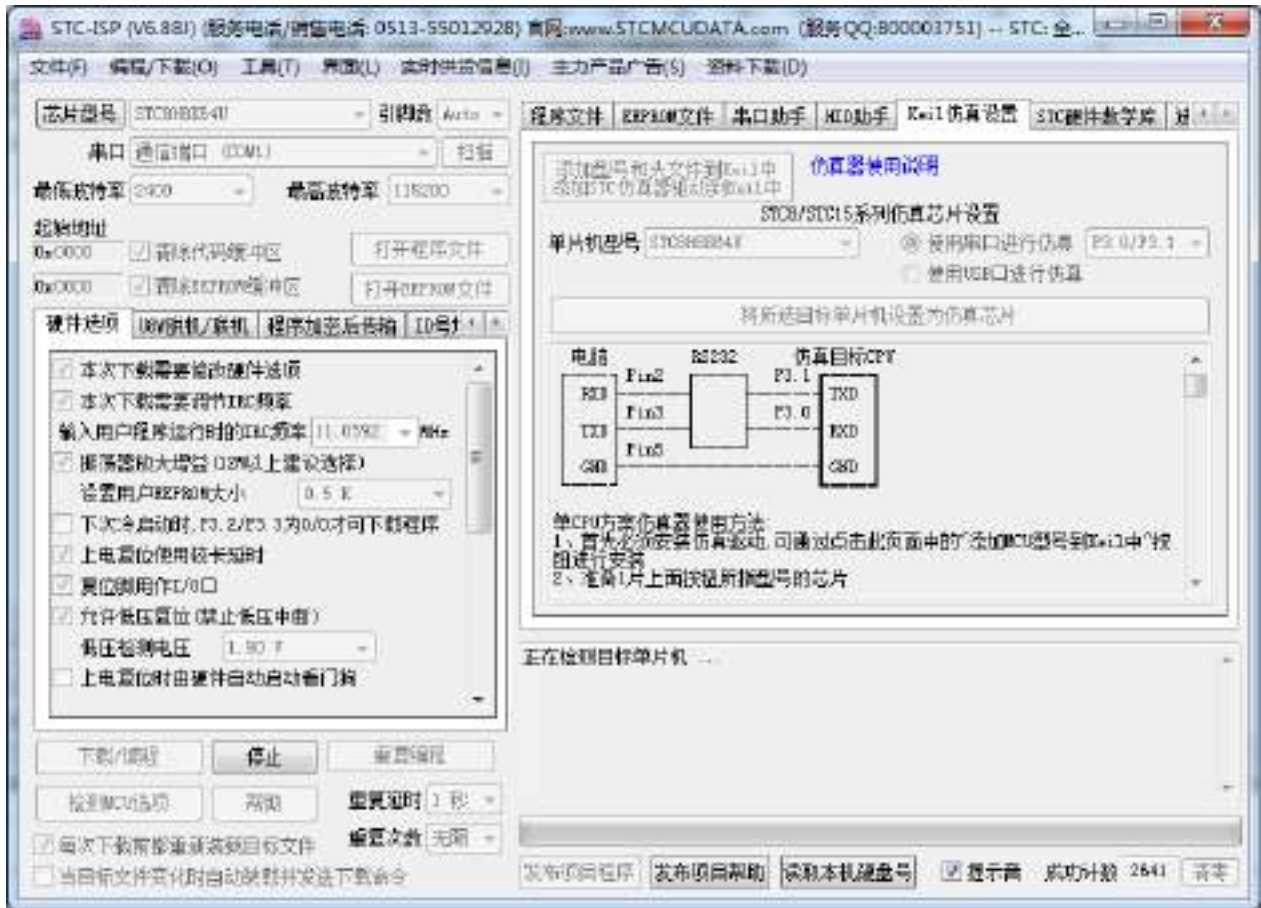 STC-ISP (V6.88J) (服务电话/销售电话: 0513-55012928) 官网:www.STCMCUDATA.com (服务QQ:800003751) -- STC: 全...
文件(F) 编程/下载(O) 工具(T) 界面(L) 实时供货信息(I) 主力产品广告(S) 资料下载(D)
芯片型号 引脚数 Auto
串口 通信端口 (COM1) 扫描
最低波特率 2400 最高波特率 115200
起始地址
0x0000 清除代码缓冲区 打开程序文件
0x0000 清除EEPROM缓冲区 打开EEPROM文件
硬件选项 U8W脱机/联机 程序加密后传输 ID号
本次下载需要修改硬件选项
本次下载需要调节IRC频率
输入用户程序运行时的IRC频率 11.0592 MHz
振荡器放大增益(12M以上建议选择)
设置用户EEPROM大小 0.5 K
下次冷启动时,P3.2/P3.3为0/0才可下载程序
上电复位使用较长延时
复位脚用作I/O口
允许低压复位(禁止低压中断)
低压检测电压 1.90 V
上电复位时由硬件自动启动看门狗
下载/编程 停止 重复编程
检测MCU选项 帮助 重复延时 1 秒
每次下载前都重新装载目标文件 重复次数 无限
当目标文件变化时自动装载并发送下载命令
程序文件 EEPROM文件 串口助手 HID助手 Keil仿真设置 STC硬件数学库
添加型号和头文件到Keil中 仿真器使用说明
添加STC仿真器驱动到Keil中
STC8/STC15系列仿真芯片设置
单片机型号 使用串口进行仿真 P3.0/P3.1
使用USB口进行仿真
将所选目标单片机设置为仿真芯片
电脑 RS232 仿真目标CPU
RXD Pin2 P3.1 TXD
TXD Pin3 P3.0 RXD
GND Pin5 GND
单CPU方案仿真器使用方法:
1、首先必须安装仿真驱动,可通过点击此页面中的"添加MCU型号到Keil中"按
钮进行安装
2、准备1片上面按钮所指型号的芯片
正在检测目标单片机 ...
发布项目程序 发布项目帮助 读取本机硬盘号 提示音 成功计数 2641 清零